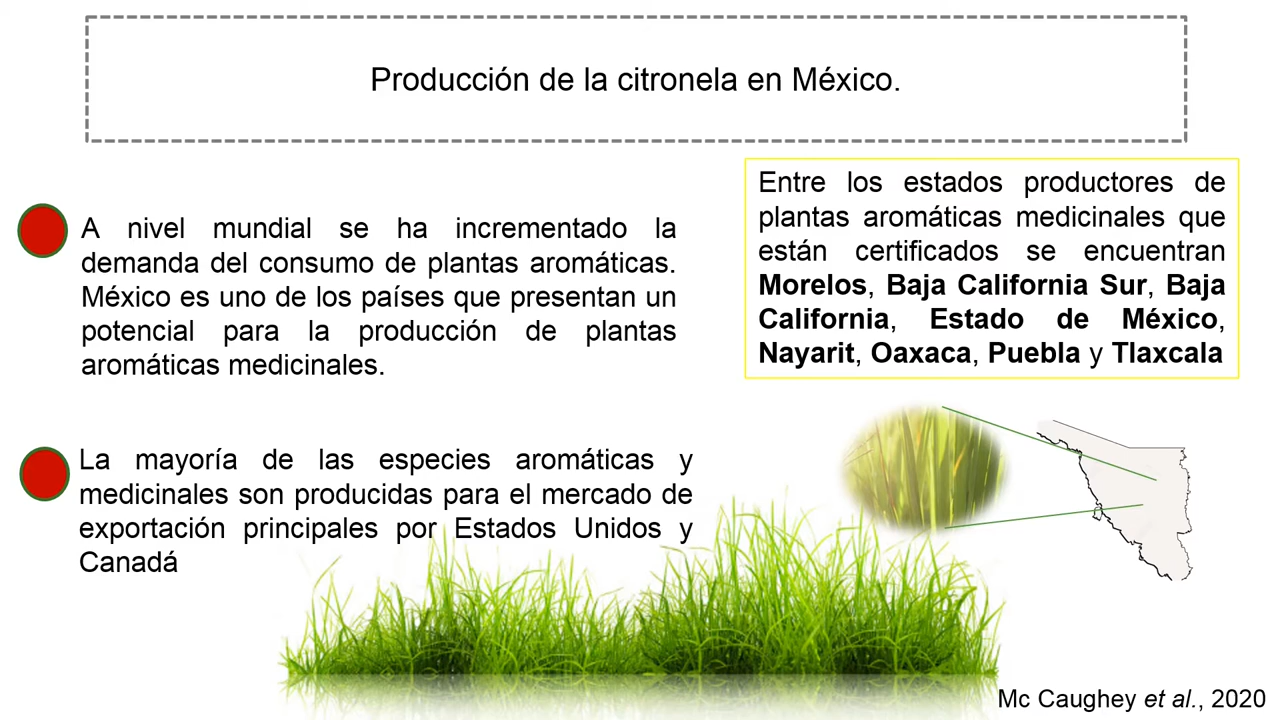 Producción de la citronela en México.
A nivel mundial se ha incrementado la
demanda del consumo de plantas aromáticas.
México es uno de los países que presentan un
potencial para la producción de plantas
aromáticas medicinales.
La mayoría de las especies aromáticas y
medicinales son producidas para el mercado de
exportación principales por Estados Unidos y
Canadá
Entre los estados productores de
plantas aromáticas medicinales que
están certificados se encuentran
Morelos, Baja California Sur, Baja
California, Estado de México,
Nayarit, Oaxaca, Puebla y Tlaxcala
Mc Caughey et al., 2020